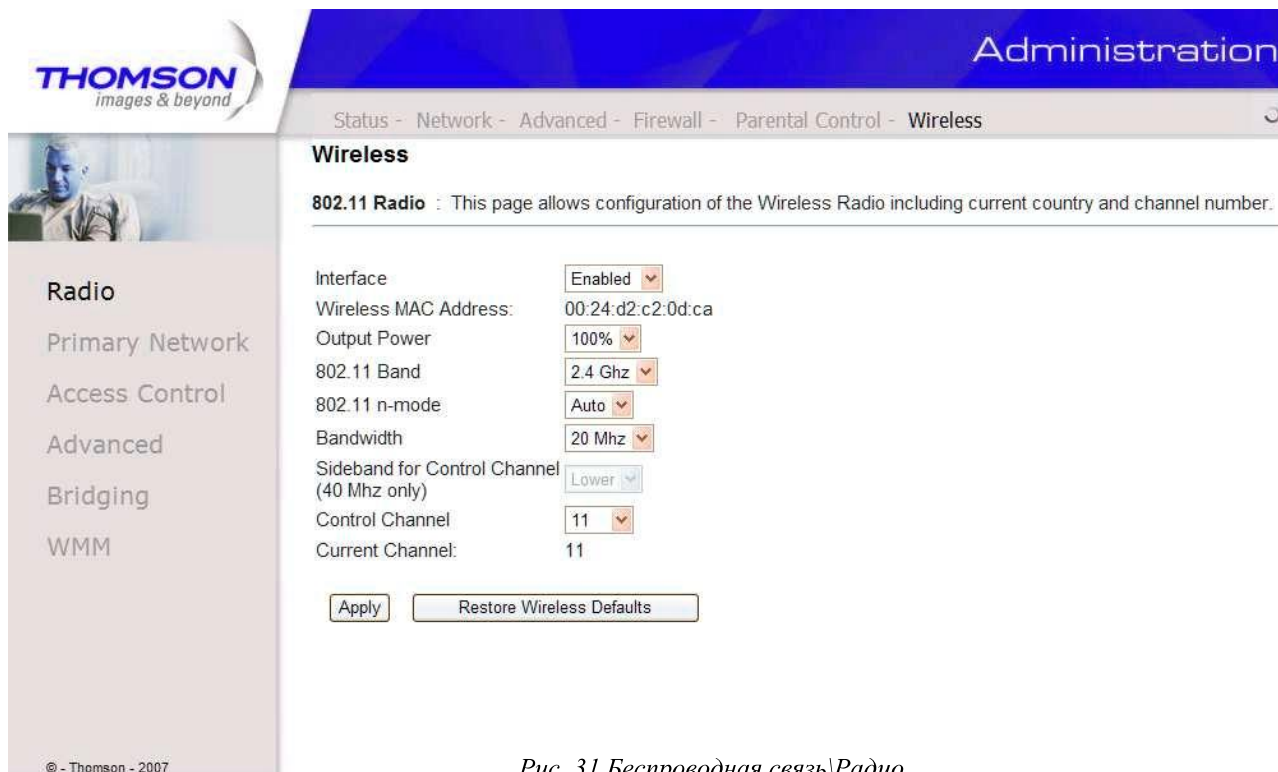 THOMSON
images & beyond
Administration
Status - Network - Advanced - Firewall - Parental Control - Wireless
Wireless
802.11 Radio : This page allows configuration of the Wireless Radio including current country and channel number.
Radio
Primary Network
Access Control
Advanced
Bridging
WMM
Interface Enabled
Wireless MAC Address: 00:24:d2:c2:0d:ca
Output Power 100%
802.11 Band 2.4 Ghz
802.11 n-mode Auto
Bandwidth 20 Mhz
Sideband for Control Channel
(40 Mhz only) Lower
Control Channel 11
Current Channel: 11
Apply Restore Wireless Defaults
© - Thomson - 2007
Рис. 31 Беспроводная связь\Радио